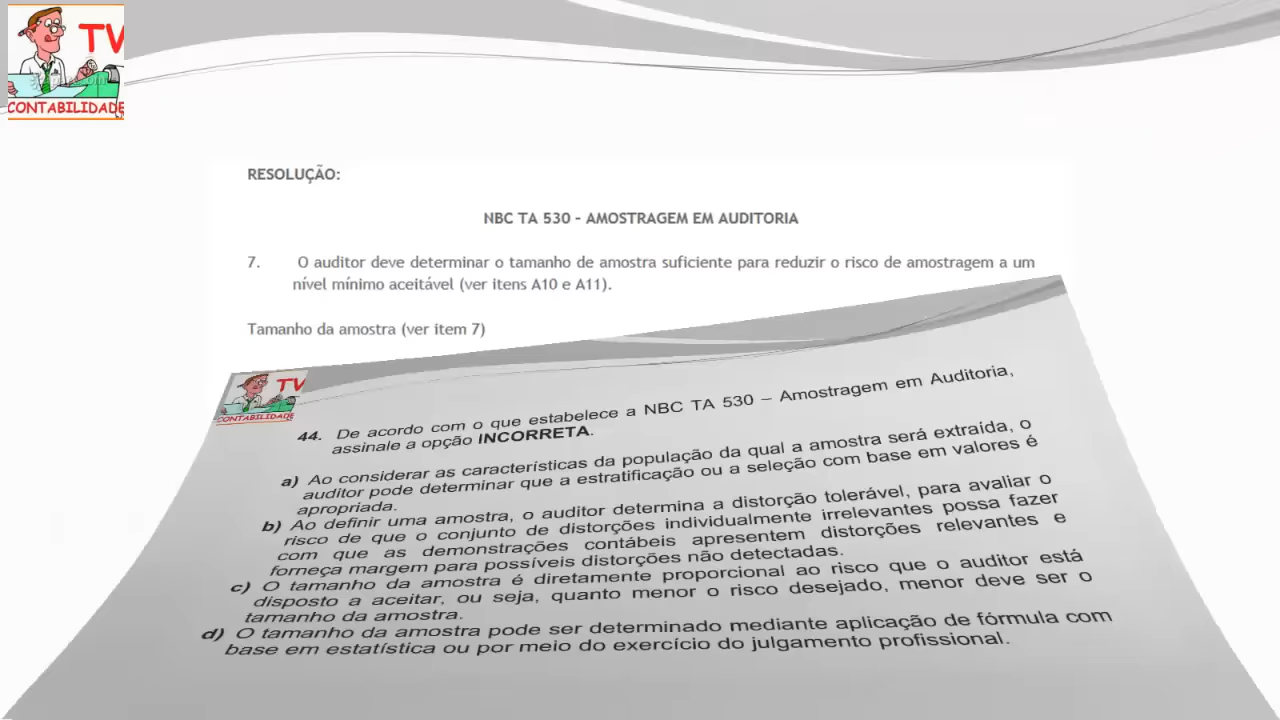 TV
CONTABILIDADE
RESOLUÇÃO:
NBC TA 530 - AMOSTRAGEM EM AUDITORIA
7. O auditor deve determinar o tamanho de amostra suficiente para reduzir o risco de amostragem a um
nível mínimo aceitável (ver itens A10 e A11).
Tamanho da amostra (ver item 7)
TV
CONTABILIDADE
44. De acordo com o que estabelece a NBC TA 530 – Amostragem em Auditoria,
assinale a opção INCORRETA.
a) Ao considerar as características da população da qual a amostra será extraída, o
auditor pode determinar que a estratificação ou a seleção com base em valores é
apropriada.
b) Ao definir uma amostra, o auditor determina a distorção tolerável, para avaliar o
risco de que o conjunto de distorções individualmente irrelevantes possa fazer
com que as demonstrações contábeis apresentem distorções relevantes e
forneça margem para possíveis distorções não detectadas.
c) O tamanho da amostra é diretamente proporcional ao risco que o auditor está
disposto a aceitar, ou seja, quanto menor o risco desejado, menor deve ser o
tamanho da amostra.
d) O tamanho da amostra pode ser determinado mediante aplicação de fórmula com
base em estatística ou por meio do exercício do julgamento profissional.